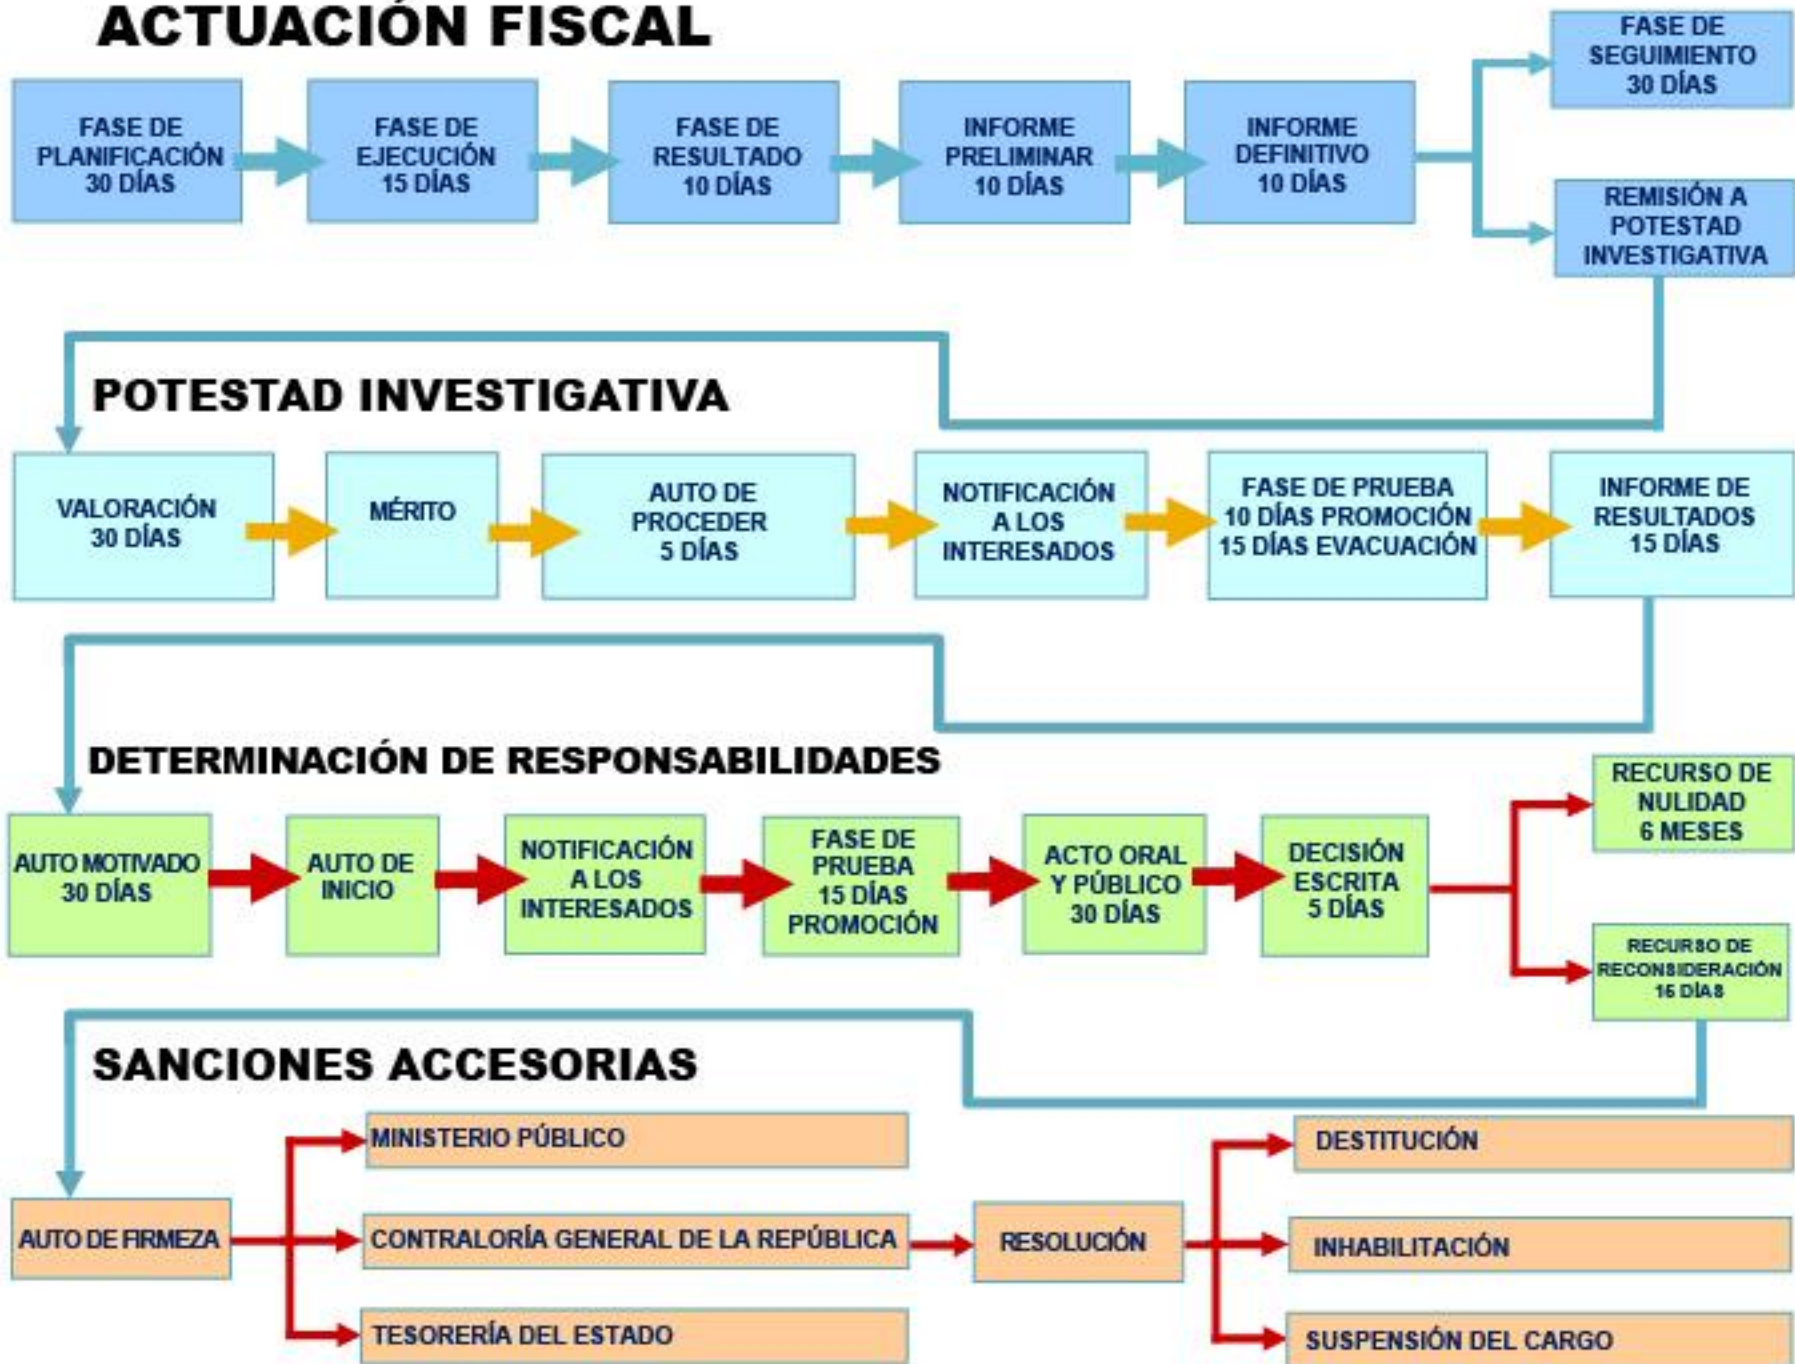 ACTUACIÓN FISCAL
FASE DE
PLANIFICACIÓN
30 DÍAS
FASE DE
EJECUCIÓN
15 DÍAS
FASE DE
RESULTADO
10 DÍAS
INFORME
PRELIMINAR
10 DÍAS
INFORME
DEFINITIVO
10 DÍAS
FASE DE
SEGUIMIENTO
30 DÍAS
REMISIÓN A
POTESTAD
INVESTIGATIVA
POTESTAD INVESTIGATIVA
VALORACIÓN
30 DÍAS
MÉRITO
AUTO DE
PROCEDER
5 DÍAS
NOTIFICACIÓN
A LOS
INTERESADOS
FASE DE PRUEBA
10 DÍAS PROMOCIÓN
15 DÍAS EVACUACIÓN
INFORME DE
RESULTADOS
15 DÍAS
DETERMINACIÓN DE RESPONSABILIDADES
AUTO MOTIVADO
30 DÍAS
AUTO DE
INICIO
NOTIFICACIÓN
A LOS
INTERESADOS
FASE DE
PRUEBA
15 DÍAS
PROMOCIÓN
ACTO ORAL
Y PÚBLICO
30 DÍAS
DECISIÓN
ESCRITA
5 DÍAS
RECURSO DE
NULIDAD
6 MESES
RECURSO DE
RECONSIDERACIÓN
15 DÍAS
SANCIONES ACCESORIAS
AUTO DE FIRMEZA
MINISTERIO PÚBLICO
CONTRALORÍA GENERAL DE LA REPÚBLICA
TESORERÍA DEL ESTADO
RESOLUCIÓN
DESTITUCIÓN
INHABILITACIÓN
SUSPENSIÓN DEL CARGO